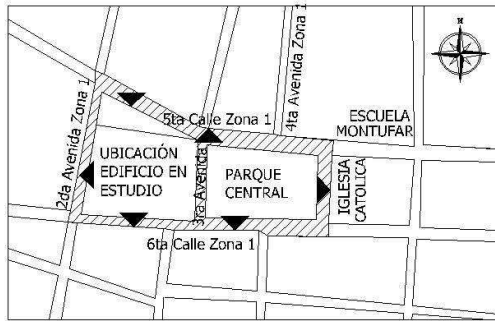 N
2da Avenida Zona 1
5ta Calle Zona 1
4ta Avenida Zona 1
ESCUELA
MONTUFAR
UBICACIÓN
EDIFICIO EN
ESTUDIO
3ra Avenida
PARQUE
CENTRAL
IGLESIA
CATOLICA
6ta Calle Zona 1